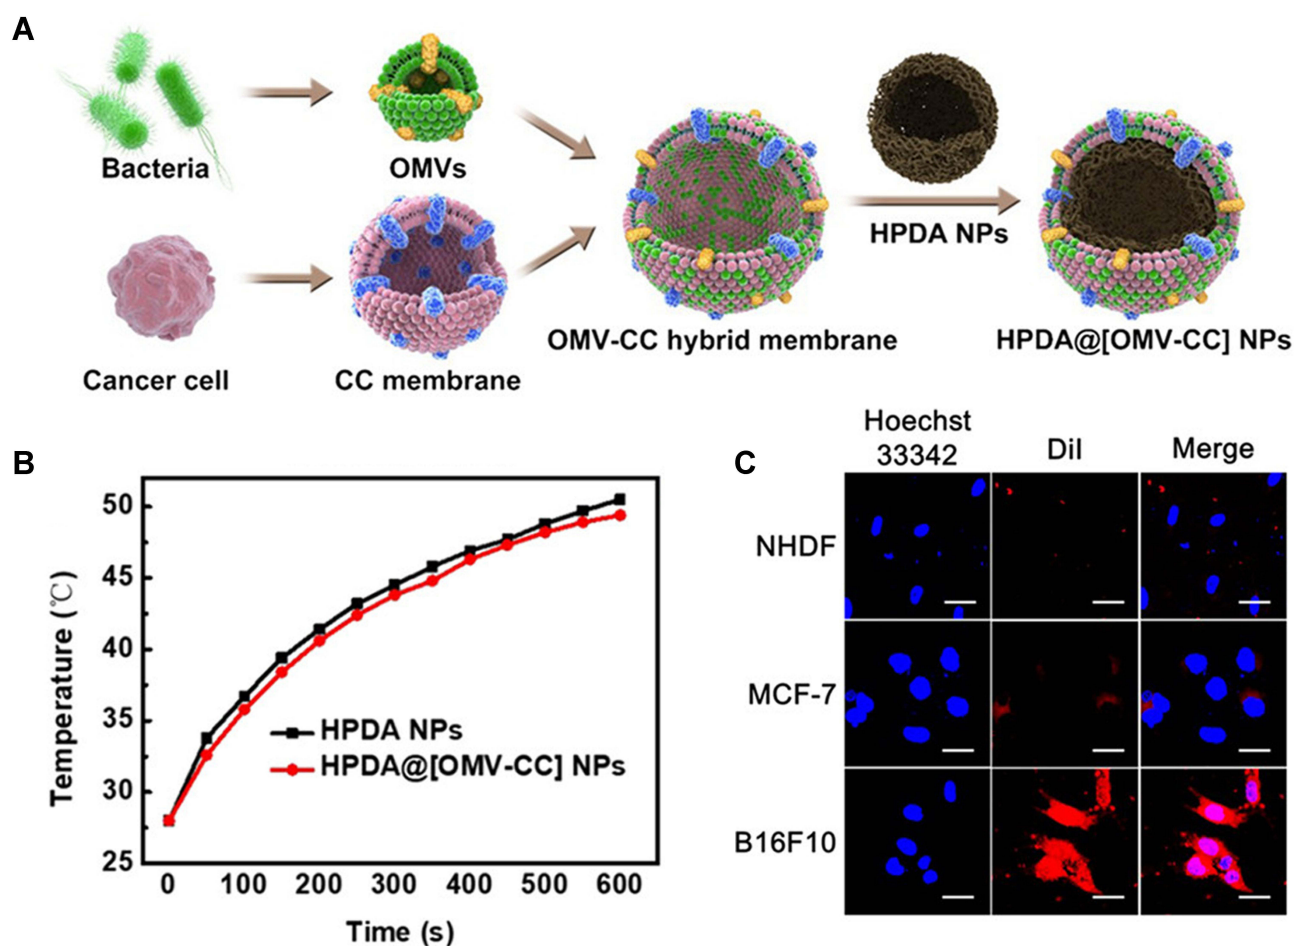 A
Bacteria
OMVs
HPDA NPs
Cancer cell
CC membrane
OMV-CC hybrid membrane
HPDA@[OMV-CC] NPs
B
Temperature (℃)
50
45
40
35
30
25
HPDA NPs
HPDA@[OMV-CC] NPs
0 100 200 300 400 500 600
Time (s)
C
Hoechst
33342
DiI
Merge
NHDF
MCF-7
B16F10